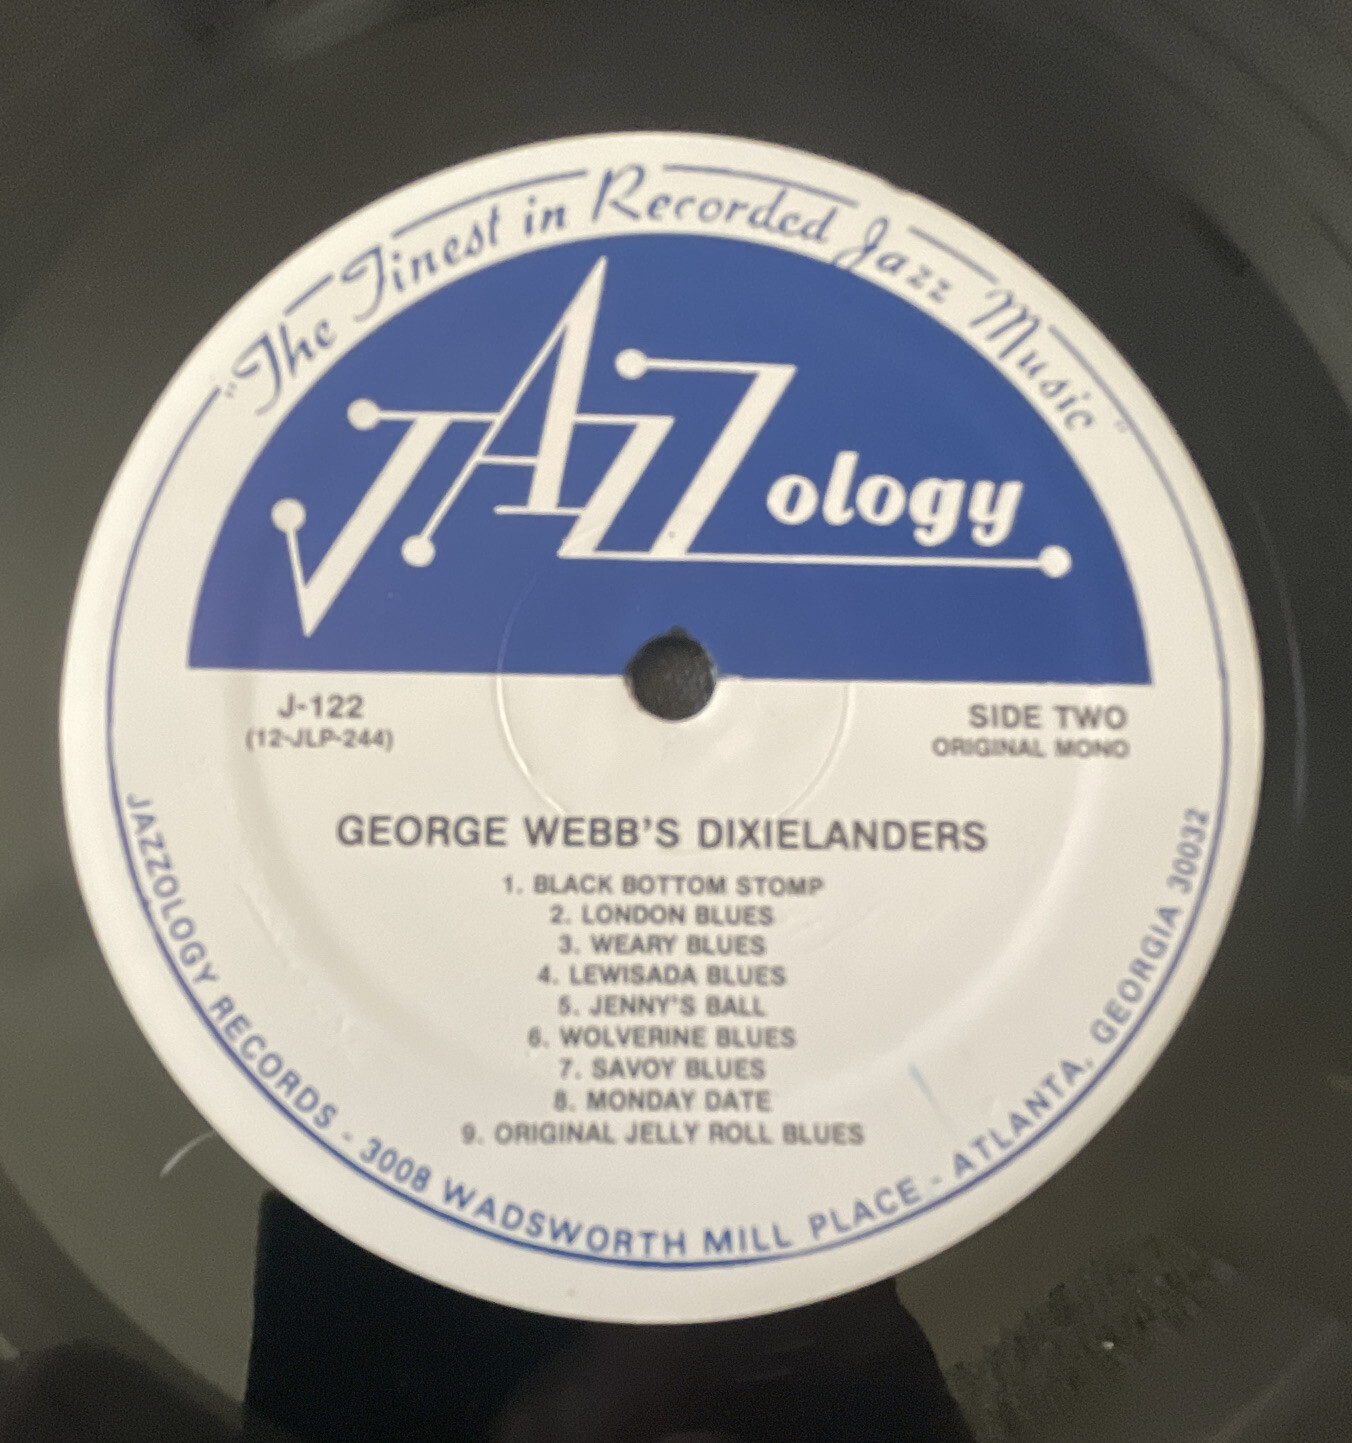 "The Finest in Recorded Jazz Music"
JAZZology
J-122
(12-JLP-244)
SIDE TWO
ORIGINAL MONO
GEORGE WEBB'S DIXIELANDERS
1. BLACK BOTTOM STOMP
2. LONDON BLUES
3. WEARY BLUES
4. LEWISADA BLUES
5. JENNY'S BALL
6. WOLVERINE BLUES
7. SAVOY BLUES
8. MONDAY DATE
9. ORIGINAL JELLY ROLL BLUES
JAZZOLOGY RECORDS - 3008 WADSWORTH MILL PLACE - ATLANTA, GEORGIA 30032